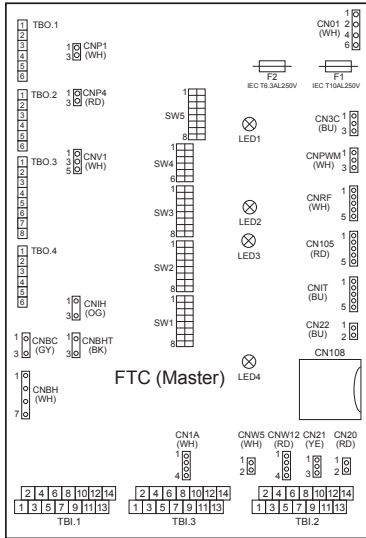 TBO.1
1
2
3
4
5
6
CNP1
(WH)
1
3
CN01
(WH)
1
2
4
6
F2
IEC T6.3AL250V
F1
IEC T10AL250V
TBO.2
1
2
3
4
5
6
CNP4
(RD)
1
3
SW5
1
8
LED1
CN3C
(BU)
1
3
TBO.3
1
2
3
4
5
6
7
8
CNV1
(WH)
1
3
5
SW4
1
6
CNPWM
(WH)
1
3
SW3
1
8
LED2
CNRF
(WH)
1
5
TBO.4
1
2
3
4
5
6
SW2
1
8
LED3
CN105
(RD)
1
5
CNIH
(OG)
1
3
SW1
1
8
CNIT
(BU)
1
5
CNBC
(GY)
1
3
CNBHT
(BK)
1
3
CN22
(BU)
1
2
CNBH
(WH)
1
7
FTC (Master)
LED4
CN108
CN1A
(WH)
1
4
CNW5
(WH)
1
2
CNW12
(RD)
1
4
CN21
(YE)
1
3
CN20
(RD)
1
2
2 4 6 8 10 12 14
1 3 5 7 9 11 13
TBI.1
2 4 6 8 10 12 14
1 3 5 7 9 11 13
TBI.3
2 4 6 8 10 12 14
1 3 5 7 9 11 13
TBI.2